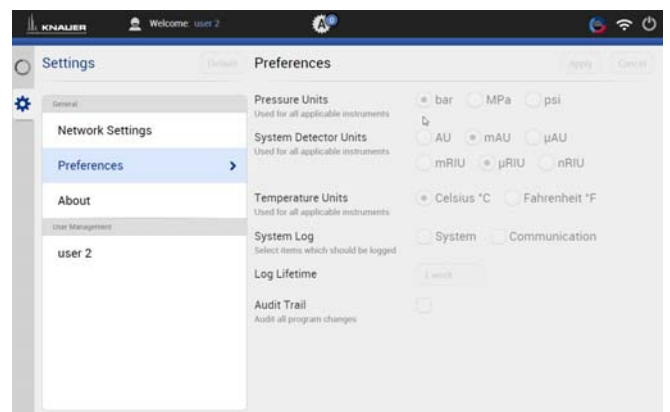 KNAUER
Welcome: user 2
Settings
Default
Preferences
Apply
Cancel
General
Network Settings
Preferences
About
User Management
user 2
Pressure Units
Used for all applicable instruments
bar MPa psi
System Detector Units
Used for all applicable instruments
AU mAU µAU
mRIU µRIU nRIU
Temperature Units
Used for all applicable instruments
Celsius °C Fahrenheit °F
System Log
Select items which should be logged
System Communication
Log Lifetime
1 week
Audit Trail
Audit all program changes